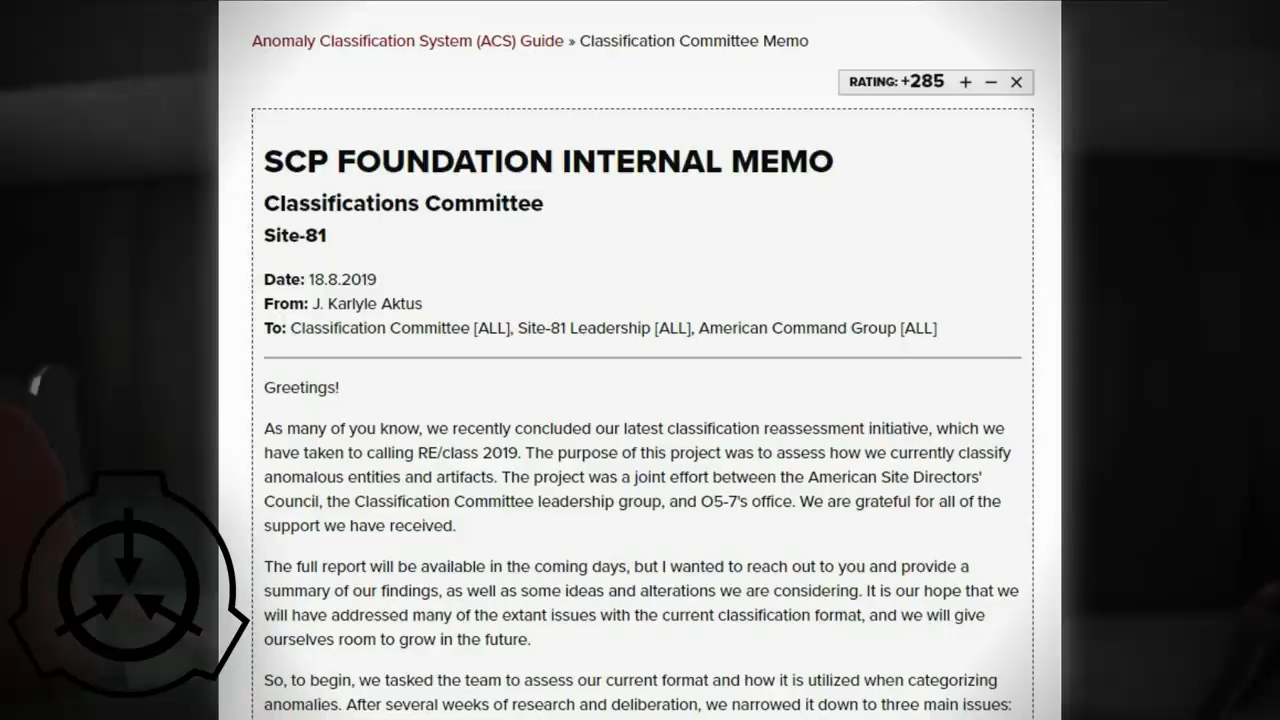 Anomaly Classification System (ACS) Guide » Classification Committee Memo
RATING: +285 + − ×
SCP FOUNDATION INTERNAL MEMO
Classifications Committee
Site-81
Date: 18.8.2019
From: J. Karlyle Aktus
To: Classification Committee [ALL], Site-81 Leadership [ALL], American Command Group [ALL]
Greetings!
As many of you know, we recently concluded our latest classification reassessment initiative, which we
have taken to calling RE/class 2019. The purpose of this project was to assess how we currently classify
anomalous entities and artifacts. The project was a joint effort between the American Site Directors'
Council, the Classification Committee leadership group, and O5-7's office. We are grateful for all of the
support we have received.
The full report will be available in the coming days, but I wanted to reach out to you and provide a
summary of our findings, as well as some ideas and alterations we are considering. It is our hope that we
will have addressed many of the extant issues with the current classification format, and we will give
ourselves room to grow in the future.
So, to begin, we tasked the team to assess our current format and how it is utilized when categorizing
anomalies. After several weeks of research and deliberation, we narrowed it down to three main issues: